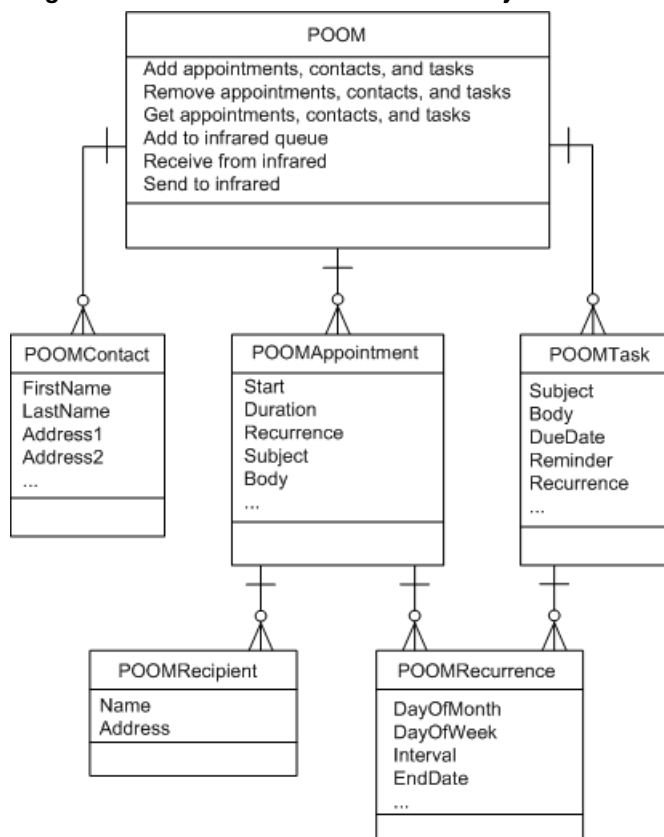 POOM
Add appointments, contacts, and tasks
Remove appointments, contacts, and tasks
Get appointments, contacts, and tasks
Add to infrared queue
Receive from infrared
Send to infrared
POOMContact
FirstName
LastName
Address1
Address2
...
POOMAppointment
Start
Duration
Recurrence
Subject
Body
...
POOMTask
Subject
Body
DueDate
Reminder
Recurrence
...
POOMRecipient
Name
Address
POOMRecurrence
DayOfMonth
DayOfWeek
Interval
EndDate
...